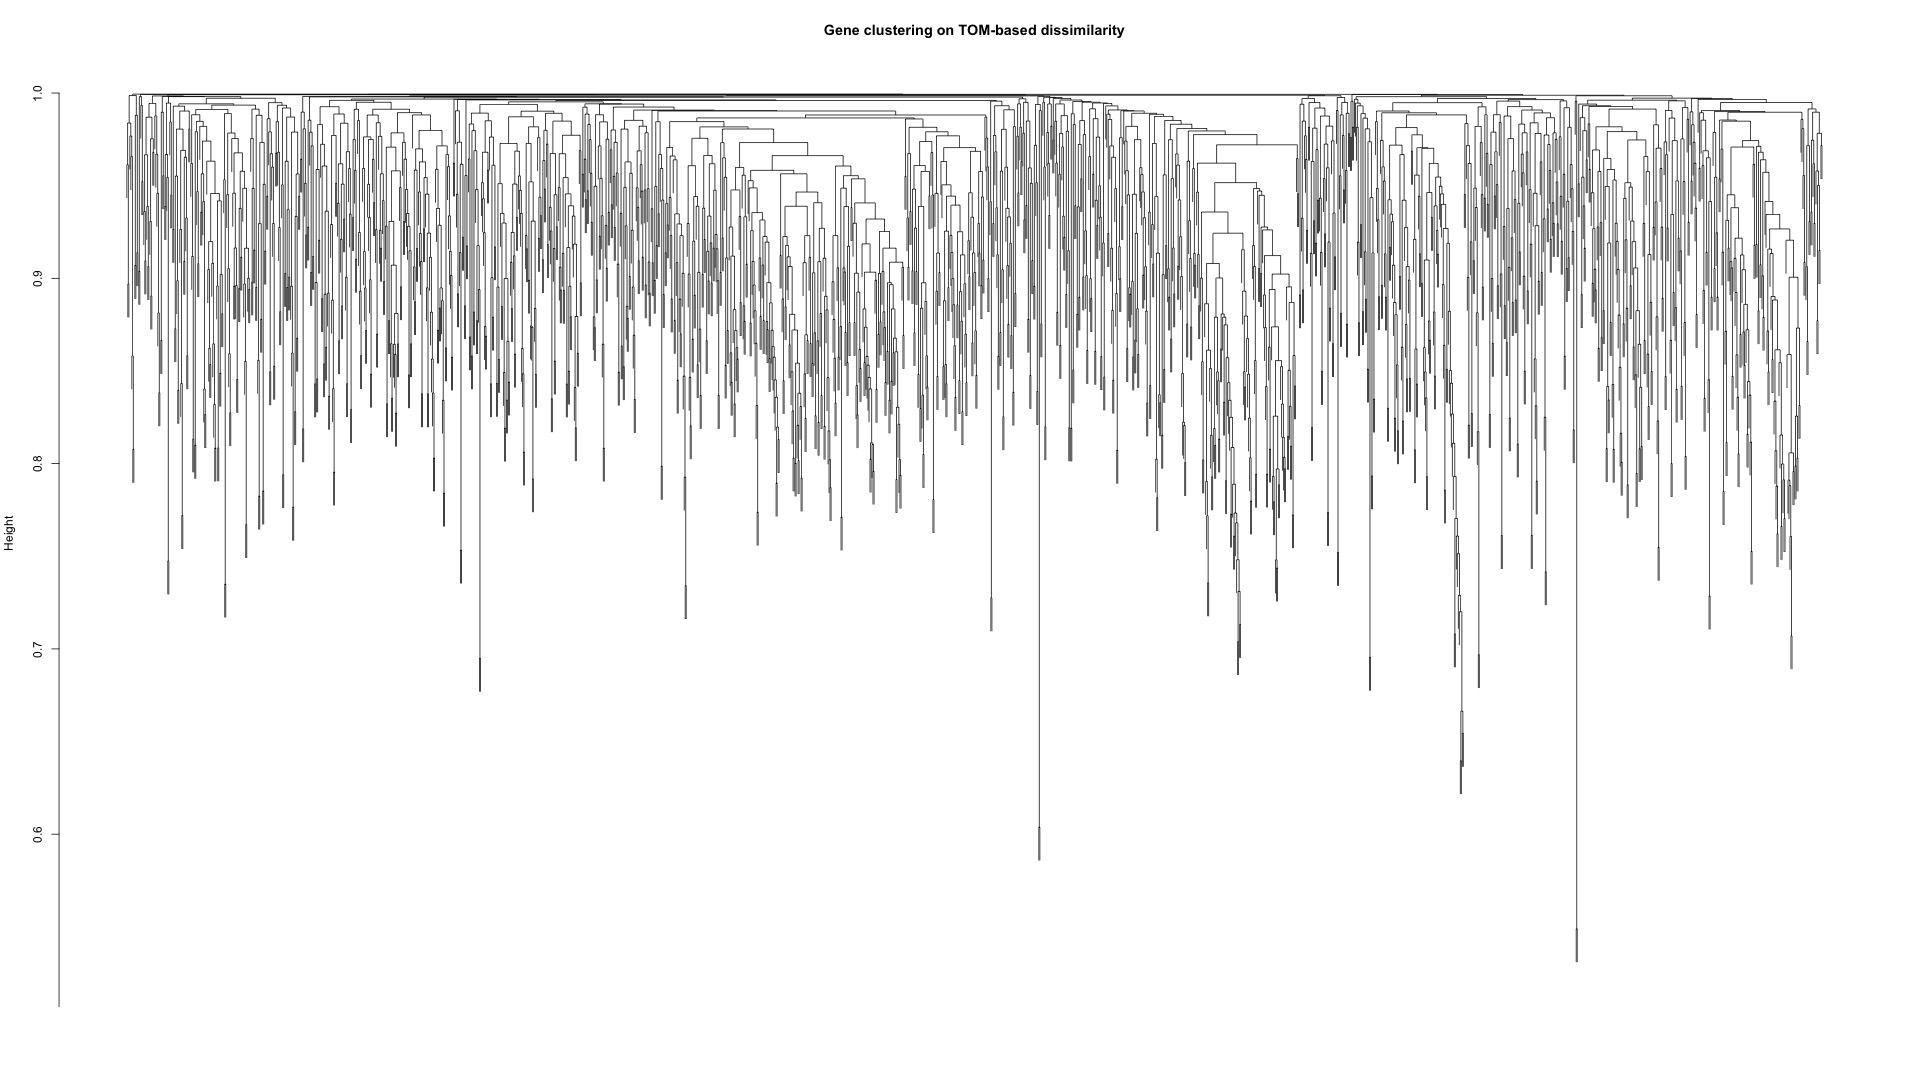 Gene clustering on TOM-based dissimilarity
1.0
0.9
0.8
Height
0.7
0.6